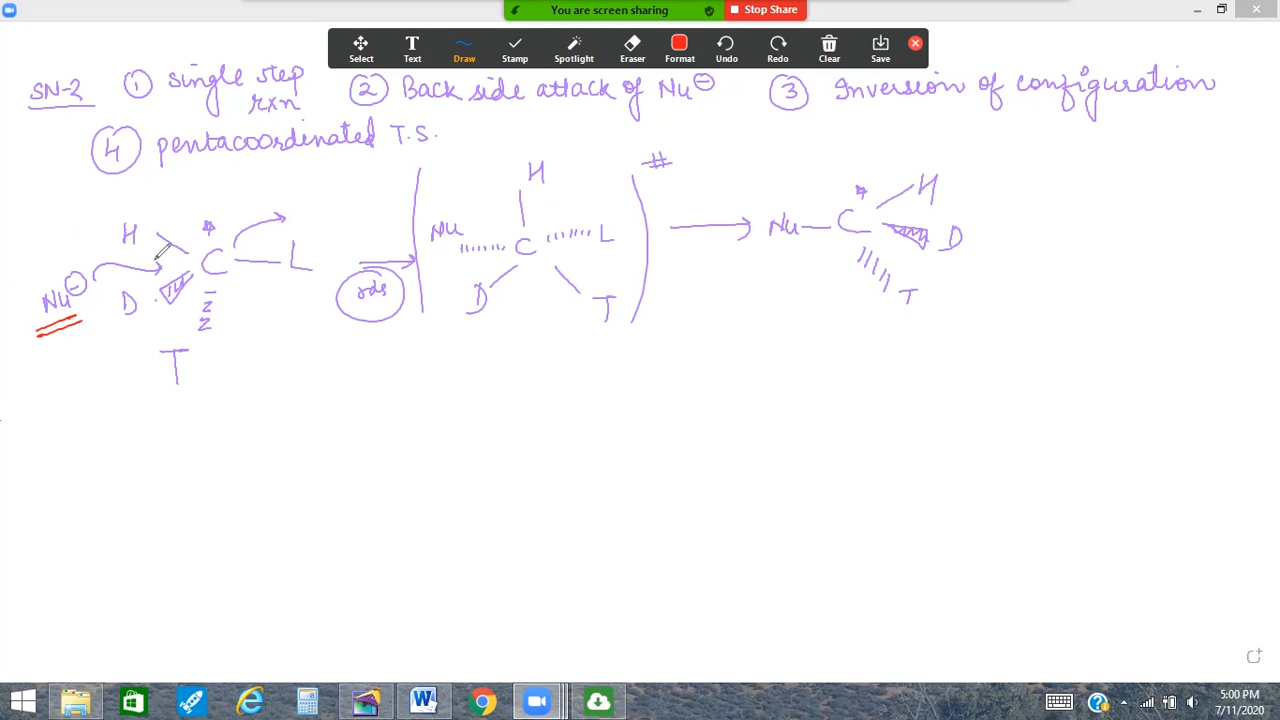 You are screen sharing Stop Share
Select Text Draw Stamp Spotlight Eraser Format Undo Redo Clear Save
SN-2 ① single step rxn ② Back side attack of Nu⊖ ③ Inversion of configuration
④ pentacoordinated T.S.
H C* L
Nu⊖ D
T
rds
H
Nu C L #
D T
Nu C* H
D
T
5:00 PM
7/11/2020